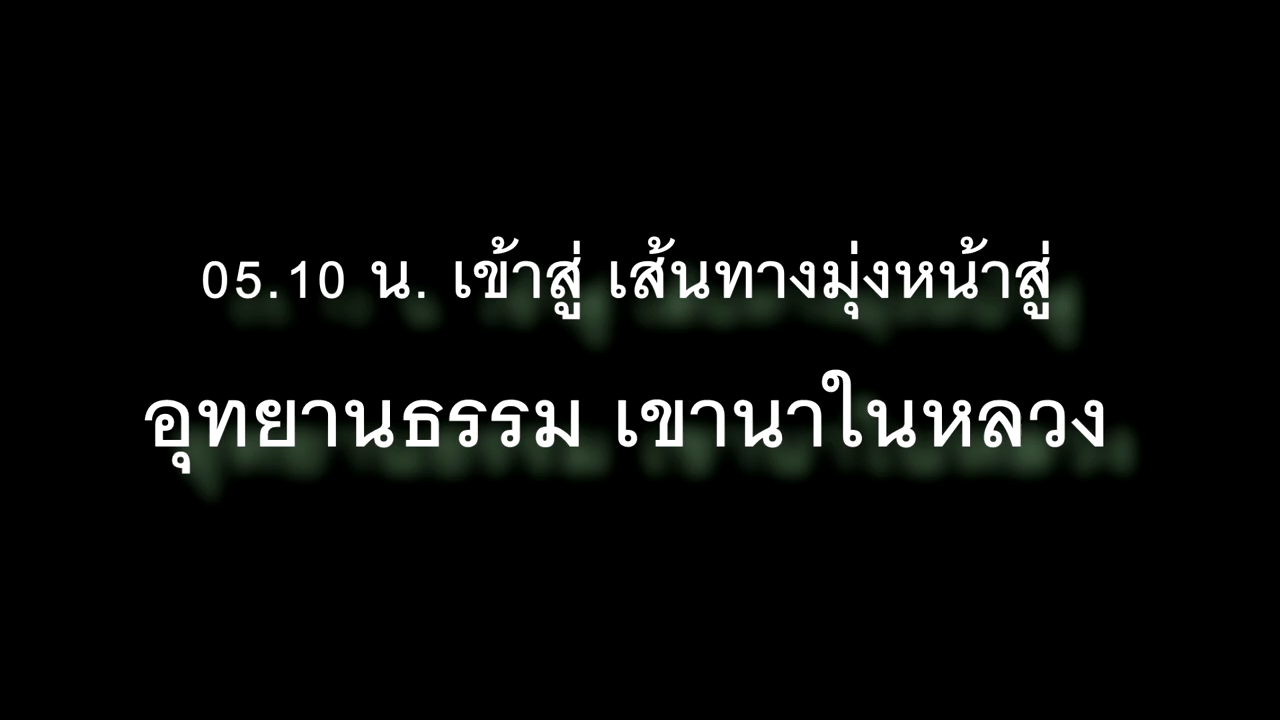 05.10 น. เข้าสู่ เส้นทางมุ่งหน้าสู่
อุทยานธรรม เขานาในหลวง